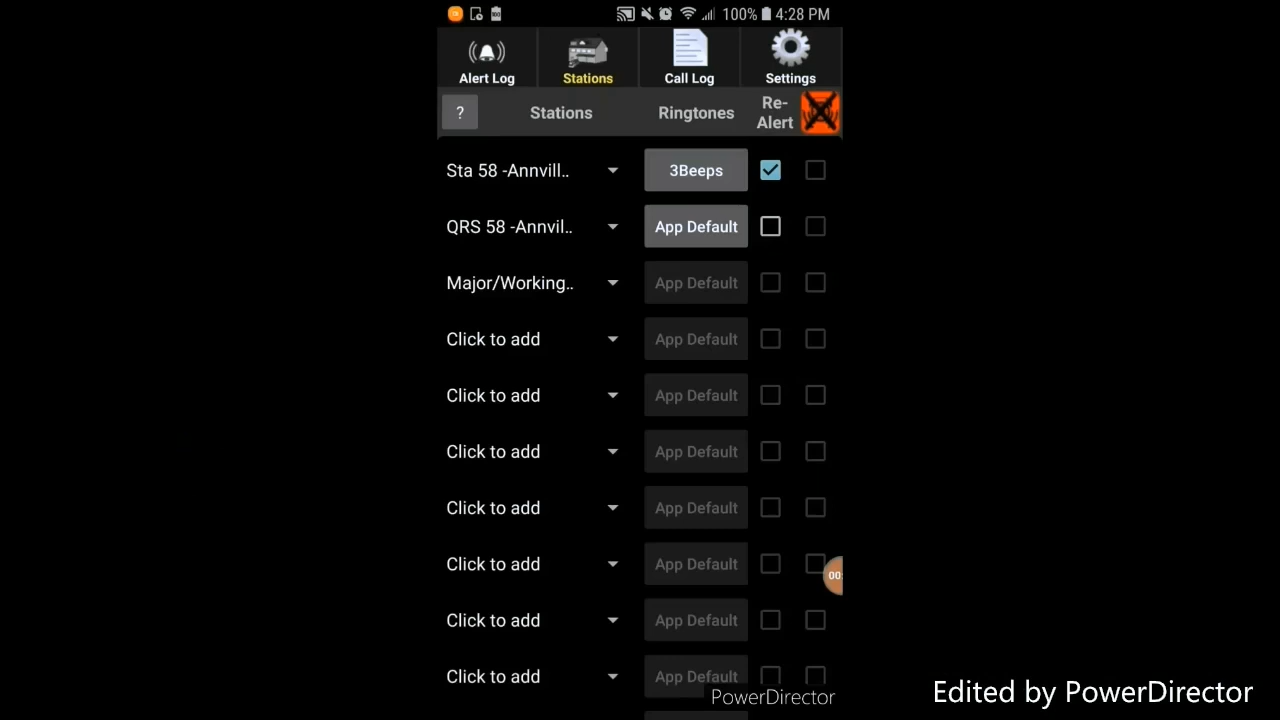 100% 4:28 PM
Alert Log Stations Call Log Settings
? Stations Ringtones Re-Alert
Sta 58 -Annvill.. 3Beeps
QRS 58 -Annvil.. App Default
Major/Working.. App Default
Click to add App Default
Click to add App Default
Click to add App Default
Click to add App Default
Click to add App Default
Click to add App Default
Click to add App Default
00:
PowerDirector
Edited by PowerDirector